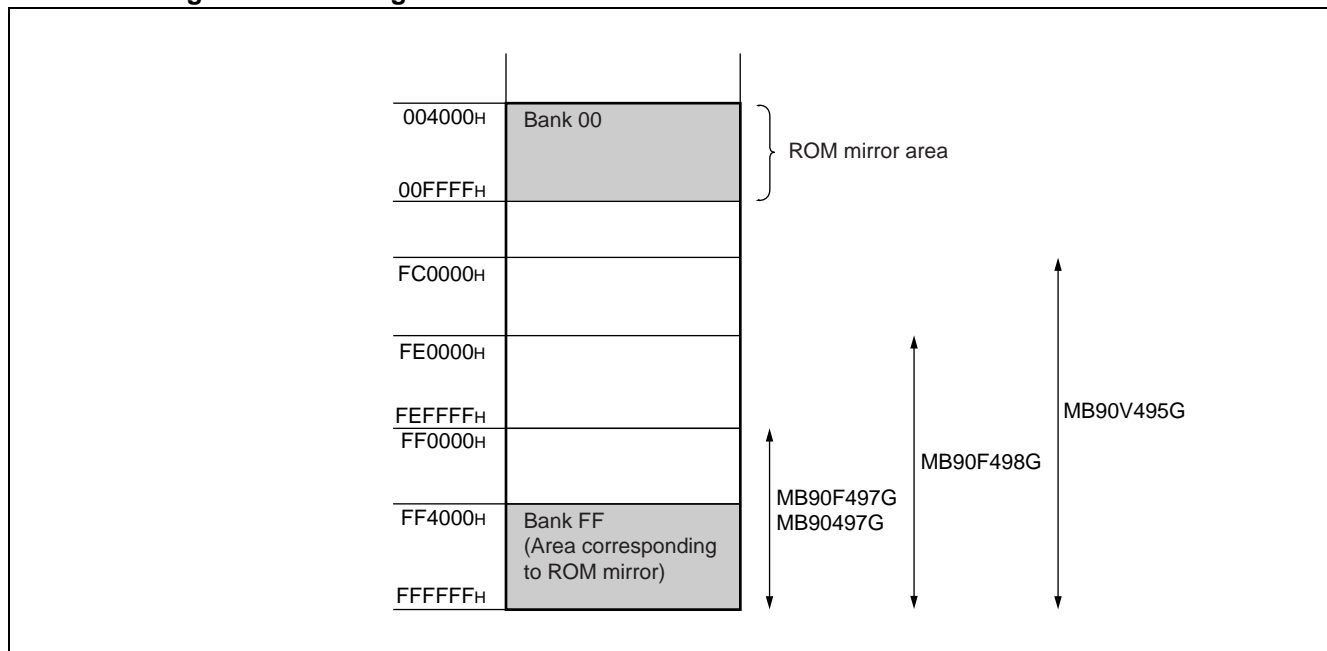 004000H
Bank 00
ROM mirror area
00FFFFH
FC0000H
FE0000H
FEFFFFH
MB90V495G
FF0000H
MB90F498G
MB90F497G
FF4000H
Bank FF
MB90497G
(Area corresponding
to ROM mirror)
FFFFFFH